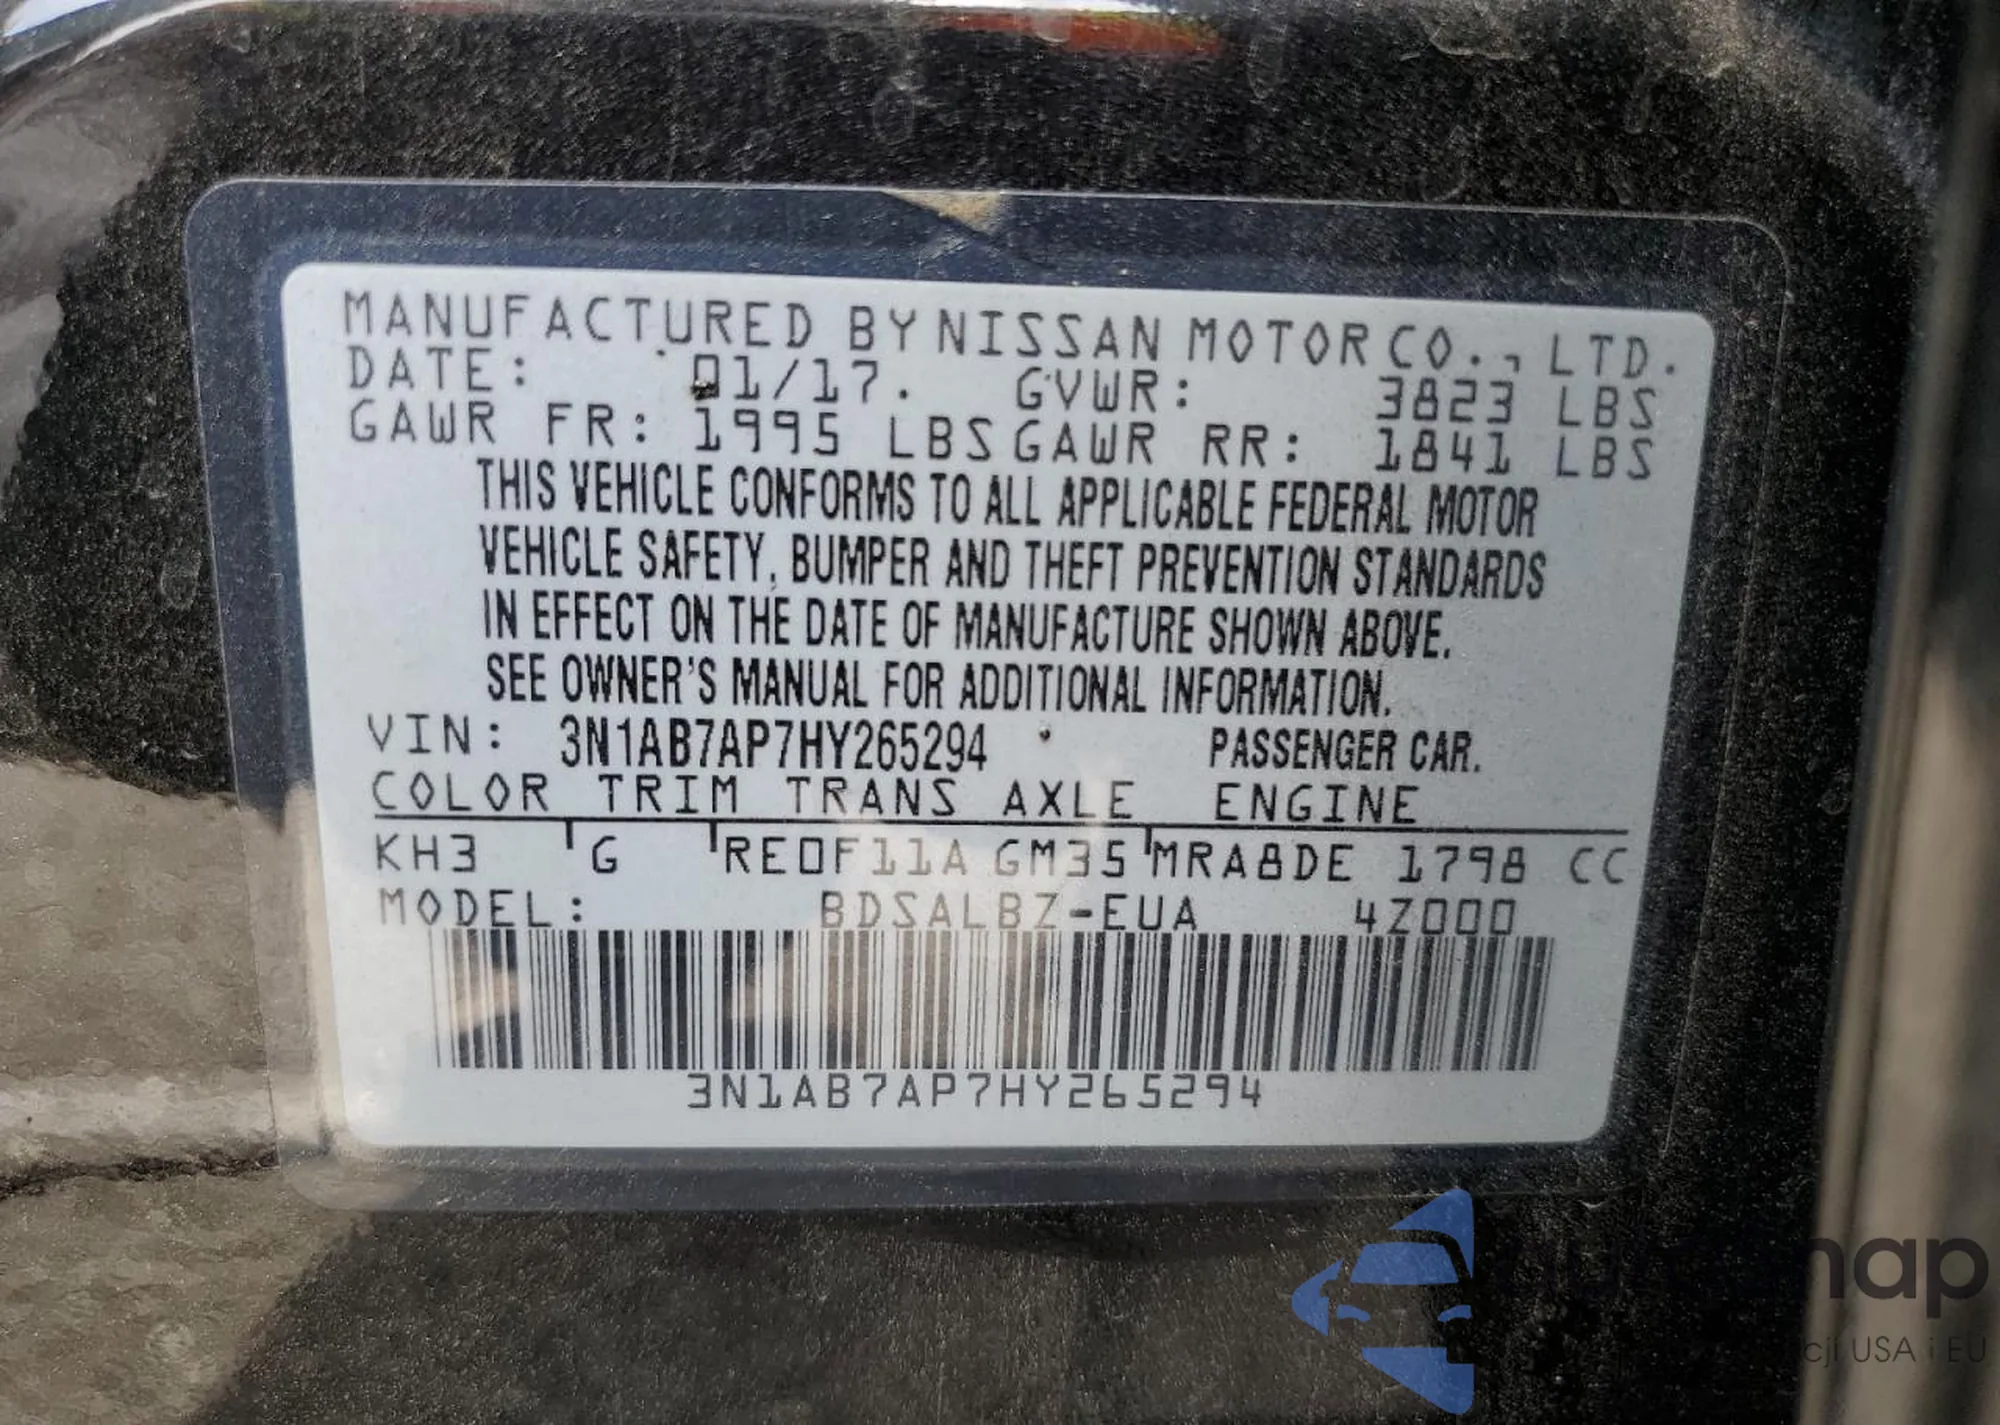 MANUFACTURED BY NISSAN MOTOR CO., LTD.
DATE: 01/17. GVWR: 3823 LBS
GAWR FR: 1995 LBS GAWR RR: 1841 LBS
THIS VEHICLE CONFORMS TO ALL APPLICABLE FEDERAL MOTOR
VEHICLE SAFETY, BUMPER AND THEFT PREVENTION STANDARDS
IN EFFECT ON THE DATE OF MANUFACTURE SHOWN ABOVE.
SEE OWNER'S MANUAL FOR ADDITIONAL INFORMATION.
VIN: 3N1AB7AP7HY265294 PASSENGER CAR.
COLOR TRIM TRANS AXLE ENGINE
KH3 G RE0F11A GM35 MRA8DE 1798 CC
MODEL: BDSALBZ-EUA 4Z000
3N1AB7AP7HY265294
USA i EU